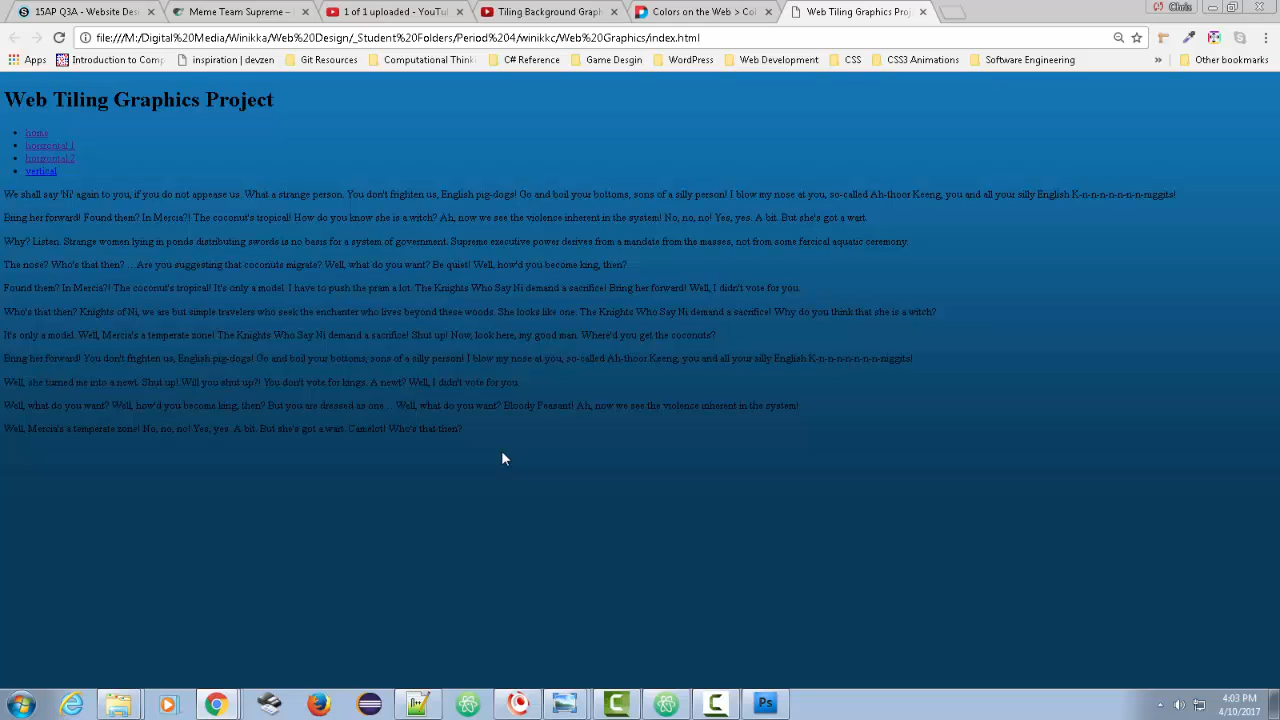 15AP Q3A - Website Des
Meme Team Supreme –
1 of 1 uploaded - YouTu
Tiling Background Graph
Colors on the Web > Col
Web Tiling Graphics Proj
Chris
file:///M:/Digital%20Media/Winikka/Web%20Design/_Student%20Folders/Period%204/winikkc/Web%20Graphics/index.html
Apps
Introduction to Comp
inspiration | devzen
Git Resources
Computational Think
C# Reference
Game Desgin
WordPress
Web Development
CSS
CSS3 Animations
Software Engineering
»
Other bookmarks
Web Tiling Graphics Project
home
horizontal 1
horizontal 2
vertical
We shall say 'Ni' again to you, if you do not appease us. What a strange person. You don't frighten us, English pig-dogs! Go and boil your bottoms, sons of a silly person! I blow my nose at you, so-called Ah-thoor Keeng, you and all your silly English K-n-n-n-n-n-n-n-niggits!
Bring her forward! Found them? In Mercia?! The coconut's tropical! How do you know she is a witch? Ah, now we see the violence inherent in the system! No, no, no! Yes, yes. A bit. But she's got a wart.
Why? Listen. Strange women lying in ponds distributing swords is no basis for a system of government. Supreme executive power derives from a mandate from the masses, not from some farcical aquatic ceremony.
The nose? Who's that then? …Are you suggesting that coconuts migrate? Well, what do you want? Be quiet! Well, how'd you become king, then?
Found them? In Mercia?! The coconut's tropical! It's only a model. I have to push the pram a lot. The Knights Who Say Ni demand a sacrifice! Bring her forward! Well, I didn't vote for you.
Who's that then? Knights of Ni, we are but simple travelers who seek the enchanter who lives beyond these woods. She looks like one. The Knights Who Say Ni demand a sacrifice! Why do you think that she is a witch?
It's only a model. Well, Mercia's a temperate zone! The Knights Who Say Ni demand a sacrifice! Shut up! Now, look here, my good man. Where'd you get the coconuts?
Bring her forward! You don't frighten us, English pig-dogs! Go and boil your bottoms, sons of a silly person! I blow my nose at you, so-called Ah-thoor Keeng, you and all your silly English K-n-n-n-n-n-n-n-niggits!
Well, she turned me into a newt. Shut up! Will you shut up?! You don't vote for kings. A newt? Well, I didn't vote for you.
Well, what do you want? Well, how'd you become king, then? But you are dressed as one… Well, what do you want? Bloody Peasant! Ah, now we see the violence inherent in the system!
Well, Mercia's a temperate zone! No, no, no! Yes, yes. A bit. But she's got a wart. Camelot! Who's that then?
4:03 PM
4/10/2017